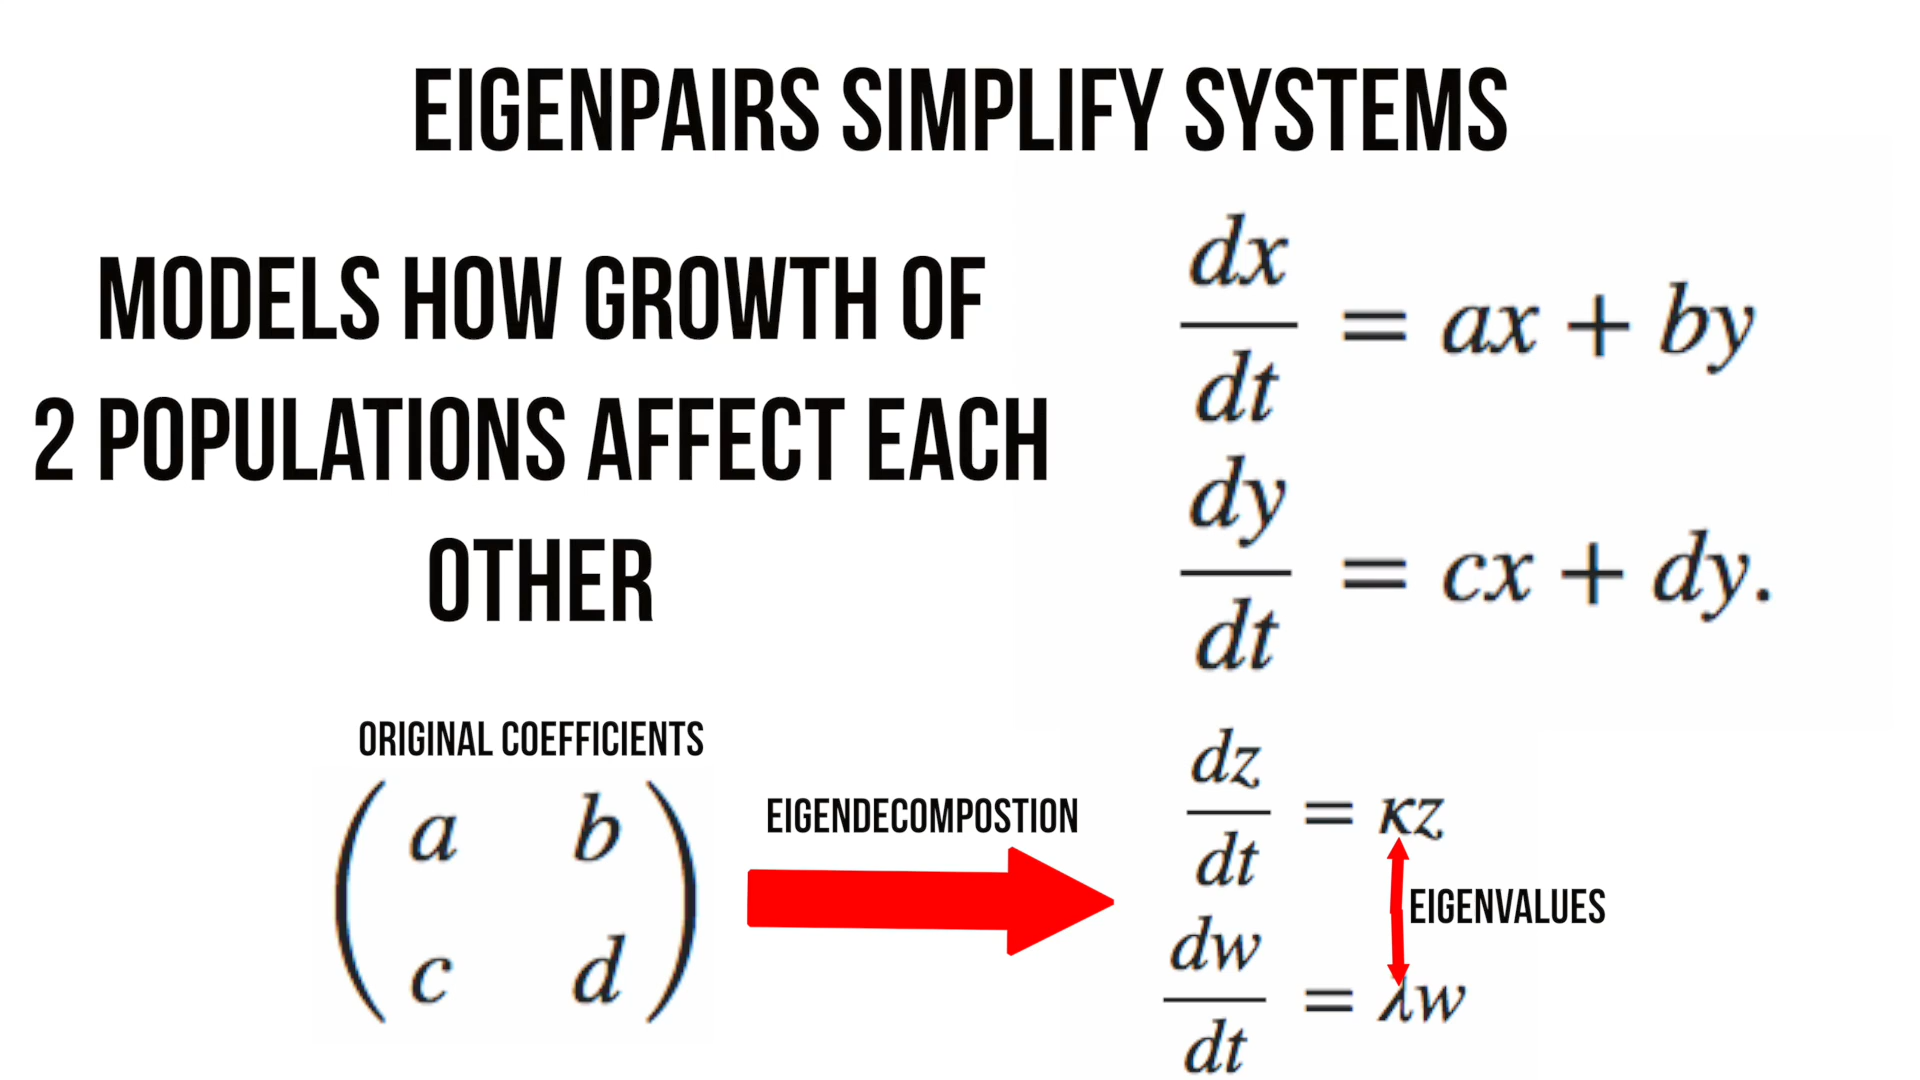 EIGENPAIRS SIMPLIFY SYSTEMS
MODELS HOW GROWTH OF
2 POPULATIONS AFFECT EACH
OTHER
dx/dt = ax + by
dy/dt = cx + dy.
ORIGINAL COEFFICIENTS
a b
c d
EIGENDECOMPOSTION
dz/dt = κz
EIGENVALUES
dw/dt = λw